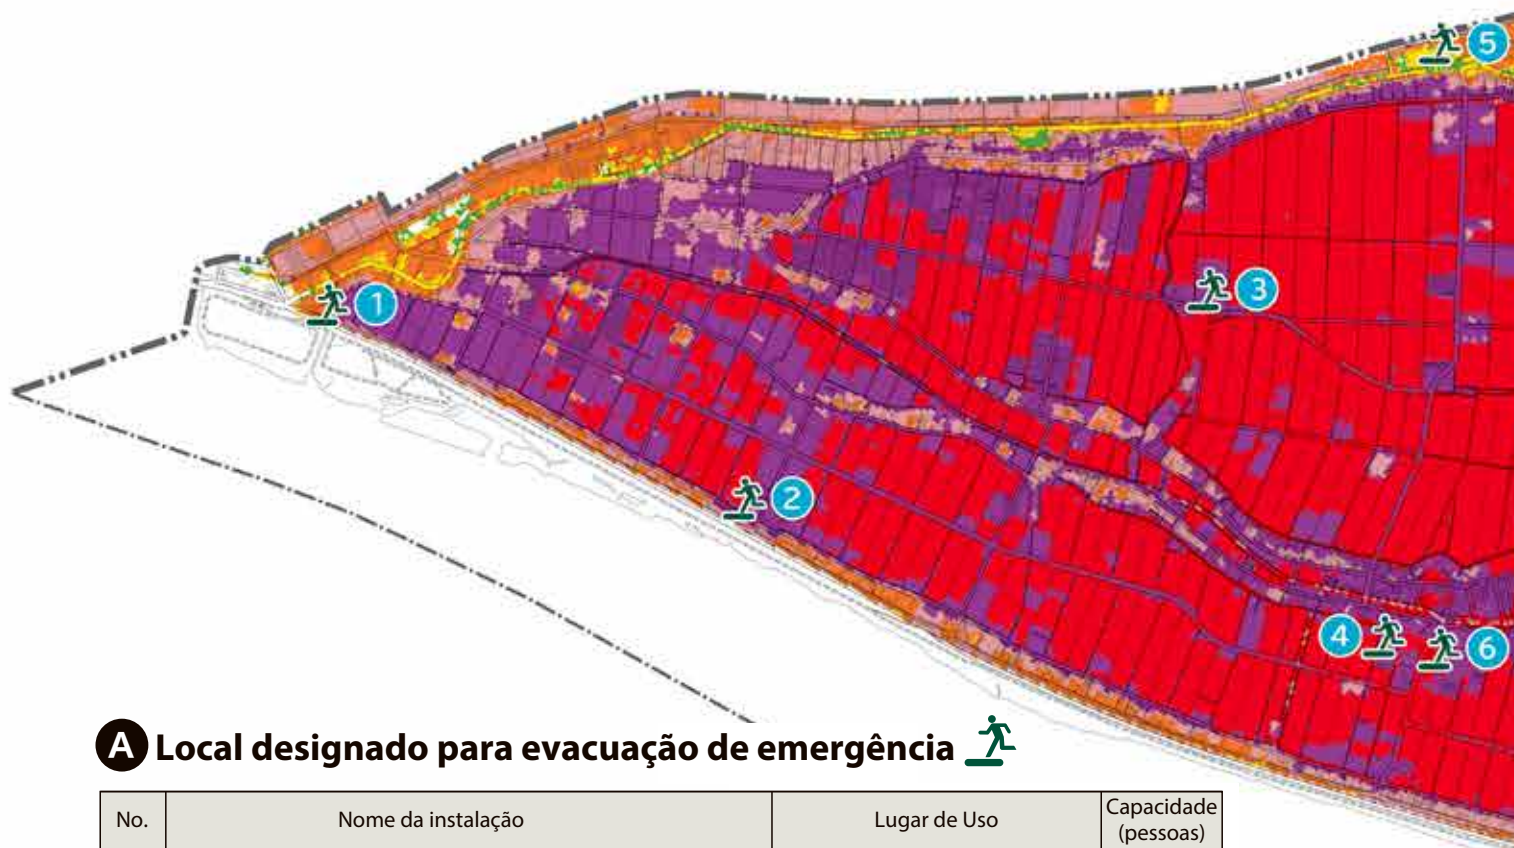 5
1
3
2
4
6
A Local designado para evacuação de emergência
No. Nome da instalação Lugar de Uso Capacidade
(pessoas)